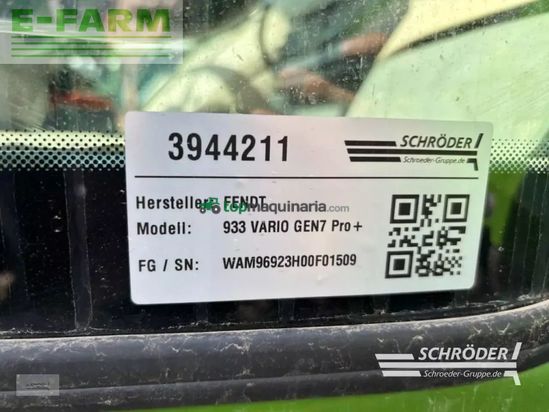 E-FARM
3944211
SCHRÖDER
Schroeder-Gruppe.de
Hersteller: FENDT
topmaquinaria.com
Modell: 933 VARIO GEN7 Pro+
FG / SN: WAM96923H00F01509
SCHRÖDER
Schroeder-Gruppe.de